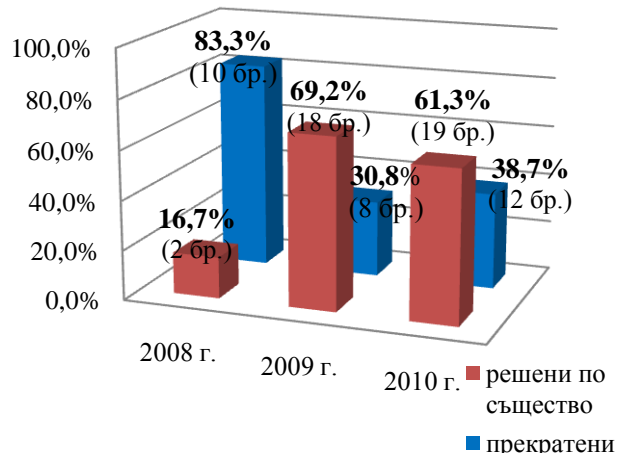 100,0%
80,0%
60,0%
40,0%
20,0%
0,0%
83,3%
(10 бр.)
69,2%
(18 бр.)
61,3%
(19 бр.)
16,7%
(2 бр.)
30,8%
(8 бр.)
38,7%
(12 бр.)
2008 г.
2009 г.
2010 г.
решени по
същество
прекратени